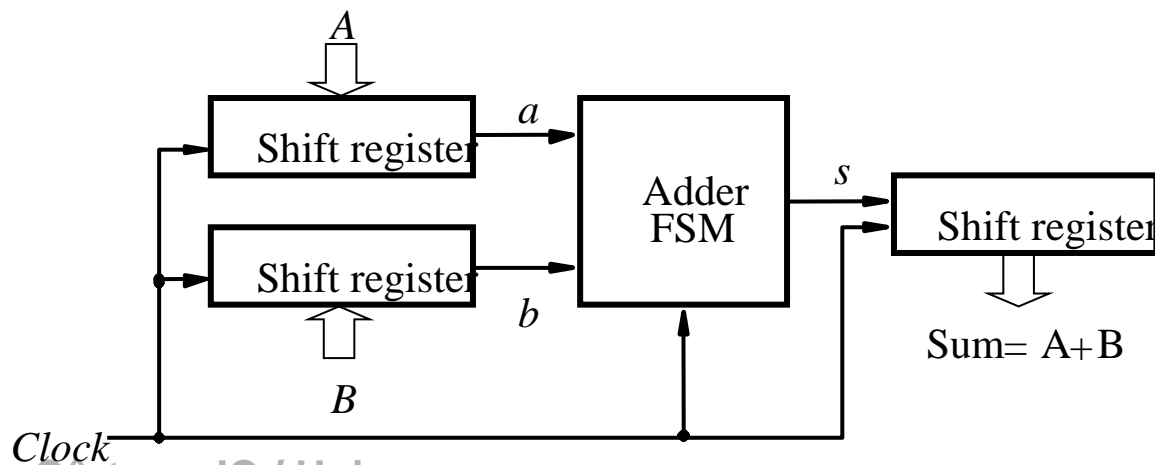 A
Shift register
a
Adder
FSM
s
Shift register
Shift register
b
Sum= A+B
B
Clock